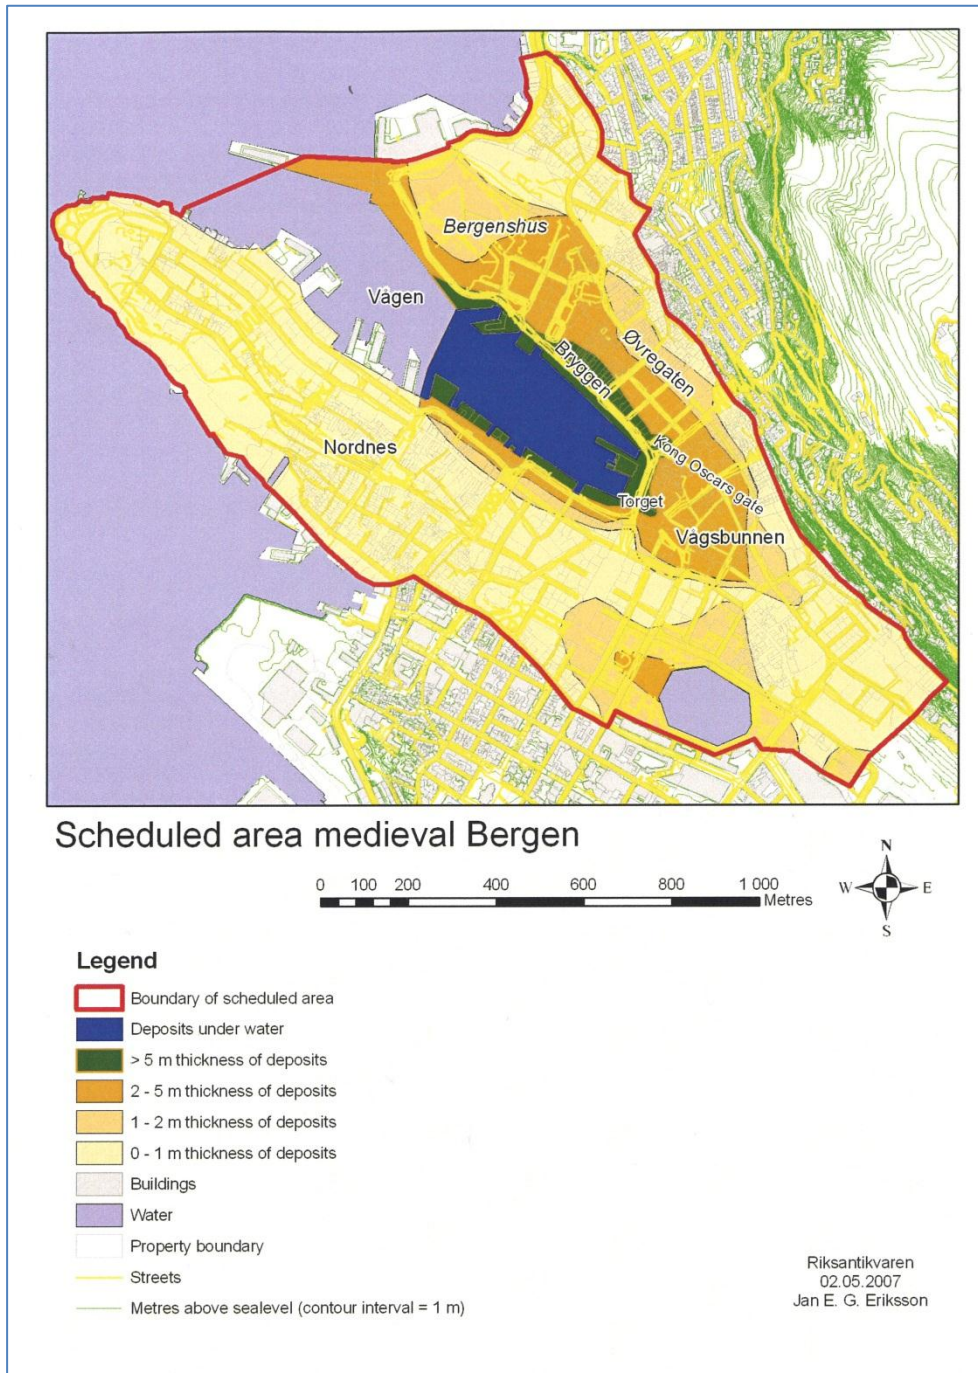 Bergenshus
Vågen
Bryggen
Øvregaten
Nordnes
Kong Oscars gate
Torget
Vågsbunnen
Scheduled area medieval Bergen
0 100 200 400 600 800 1 000
Metres
N
W E
S
Legend
Boundary of scheduled area
Deposits under water
> 5 m thickness of deposits
2 - 5 m thickness of deposits
1 - 2 m thickness of deposits
0 - 1 m thickness of deposits
Buildings
Water
Property boundary
Streets
Metres above sealevel (contour interval = 1 m)
Riksantikvaren
02.05.2007
Jan E. G. Eriksson